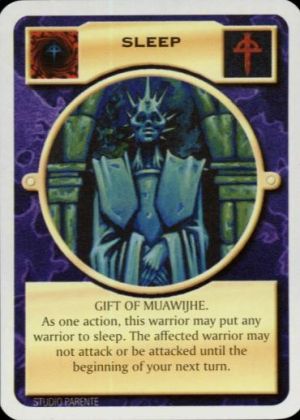 SLEEP
GIFT OF MUAWIJHE.
As one action, this warrior may put any
warrior to sleep. The affected warrior may
not attack or be attacked until the
beginning of your next turn.
STUDIO PARENTE